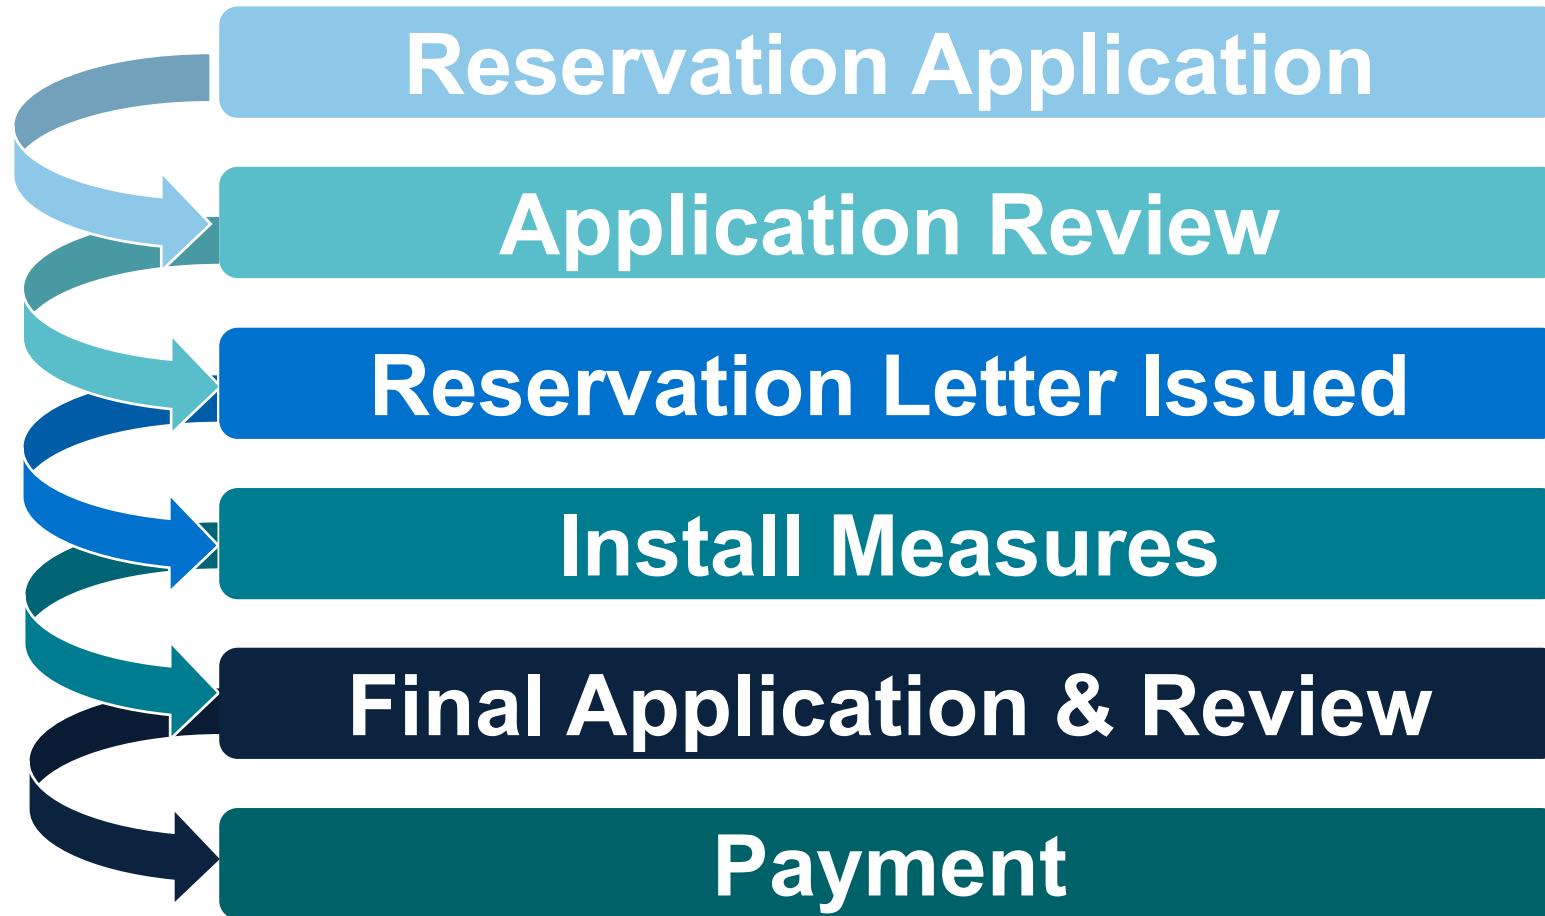 Reservation Application
Application Review
Reservation Letter Issued
Install Measures
Final Application & Review
Payment